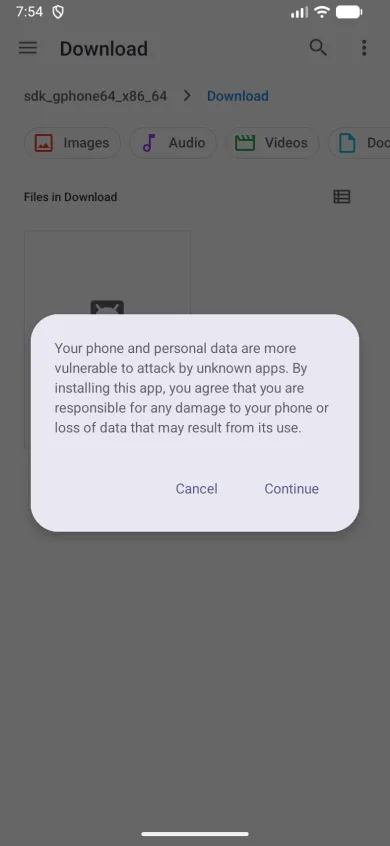 7:54
Download
sdk_gphone64_x86_64 > Download
Images
Audio
Videos
Doc
Files in Download
Your phone and personal data are more
vulnerable to attack by unknown apps. By
installing this app, you agree that you are
responsible for any damage to your phone or
loss of data that may result from its use.
Cancel
Continue